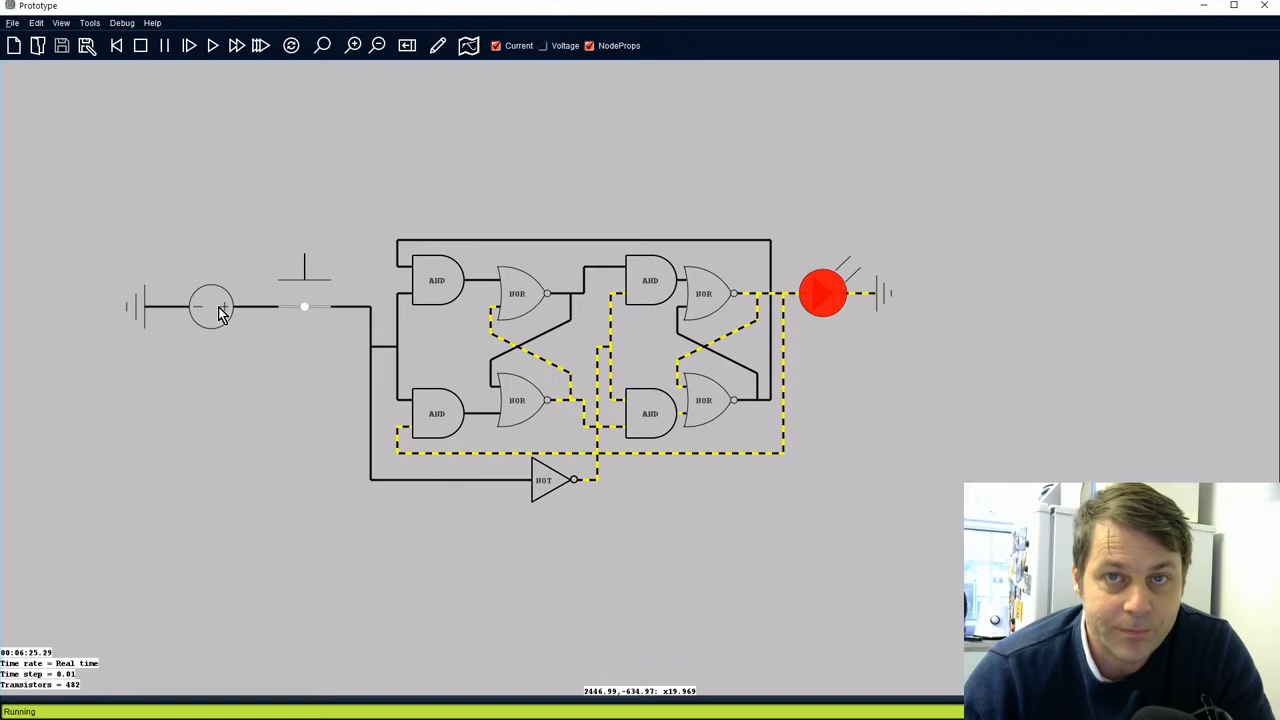 Prototype
File Edit View Tools Debug Help
Current Voltage NodeProps
AND NOR AND NOR
AND NOR AND NOR
NOT
00:06:25.29
Time rate = Real time
Time step = 0.01
Transistors = 482
2446.99,-634.97: x19.969
Running